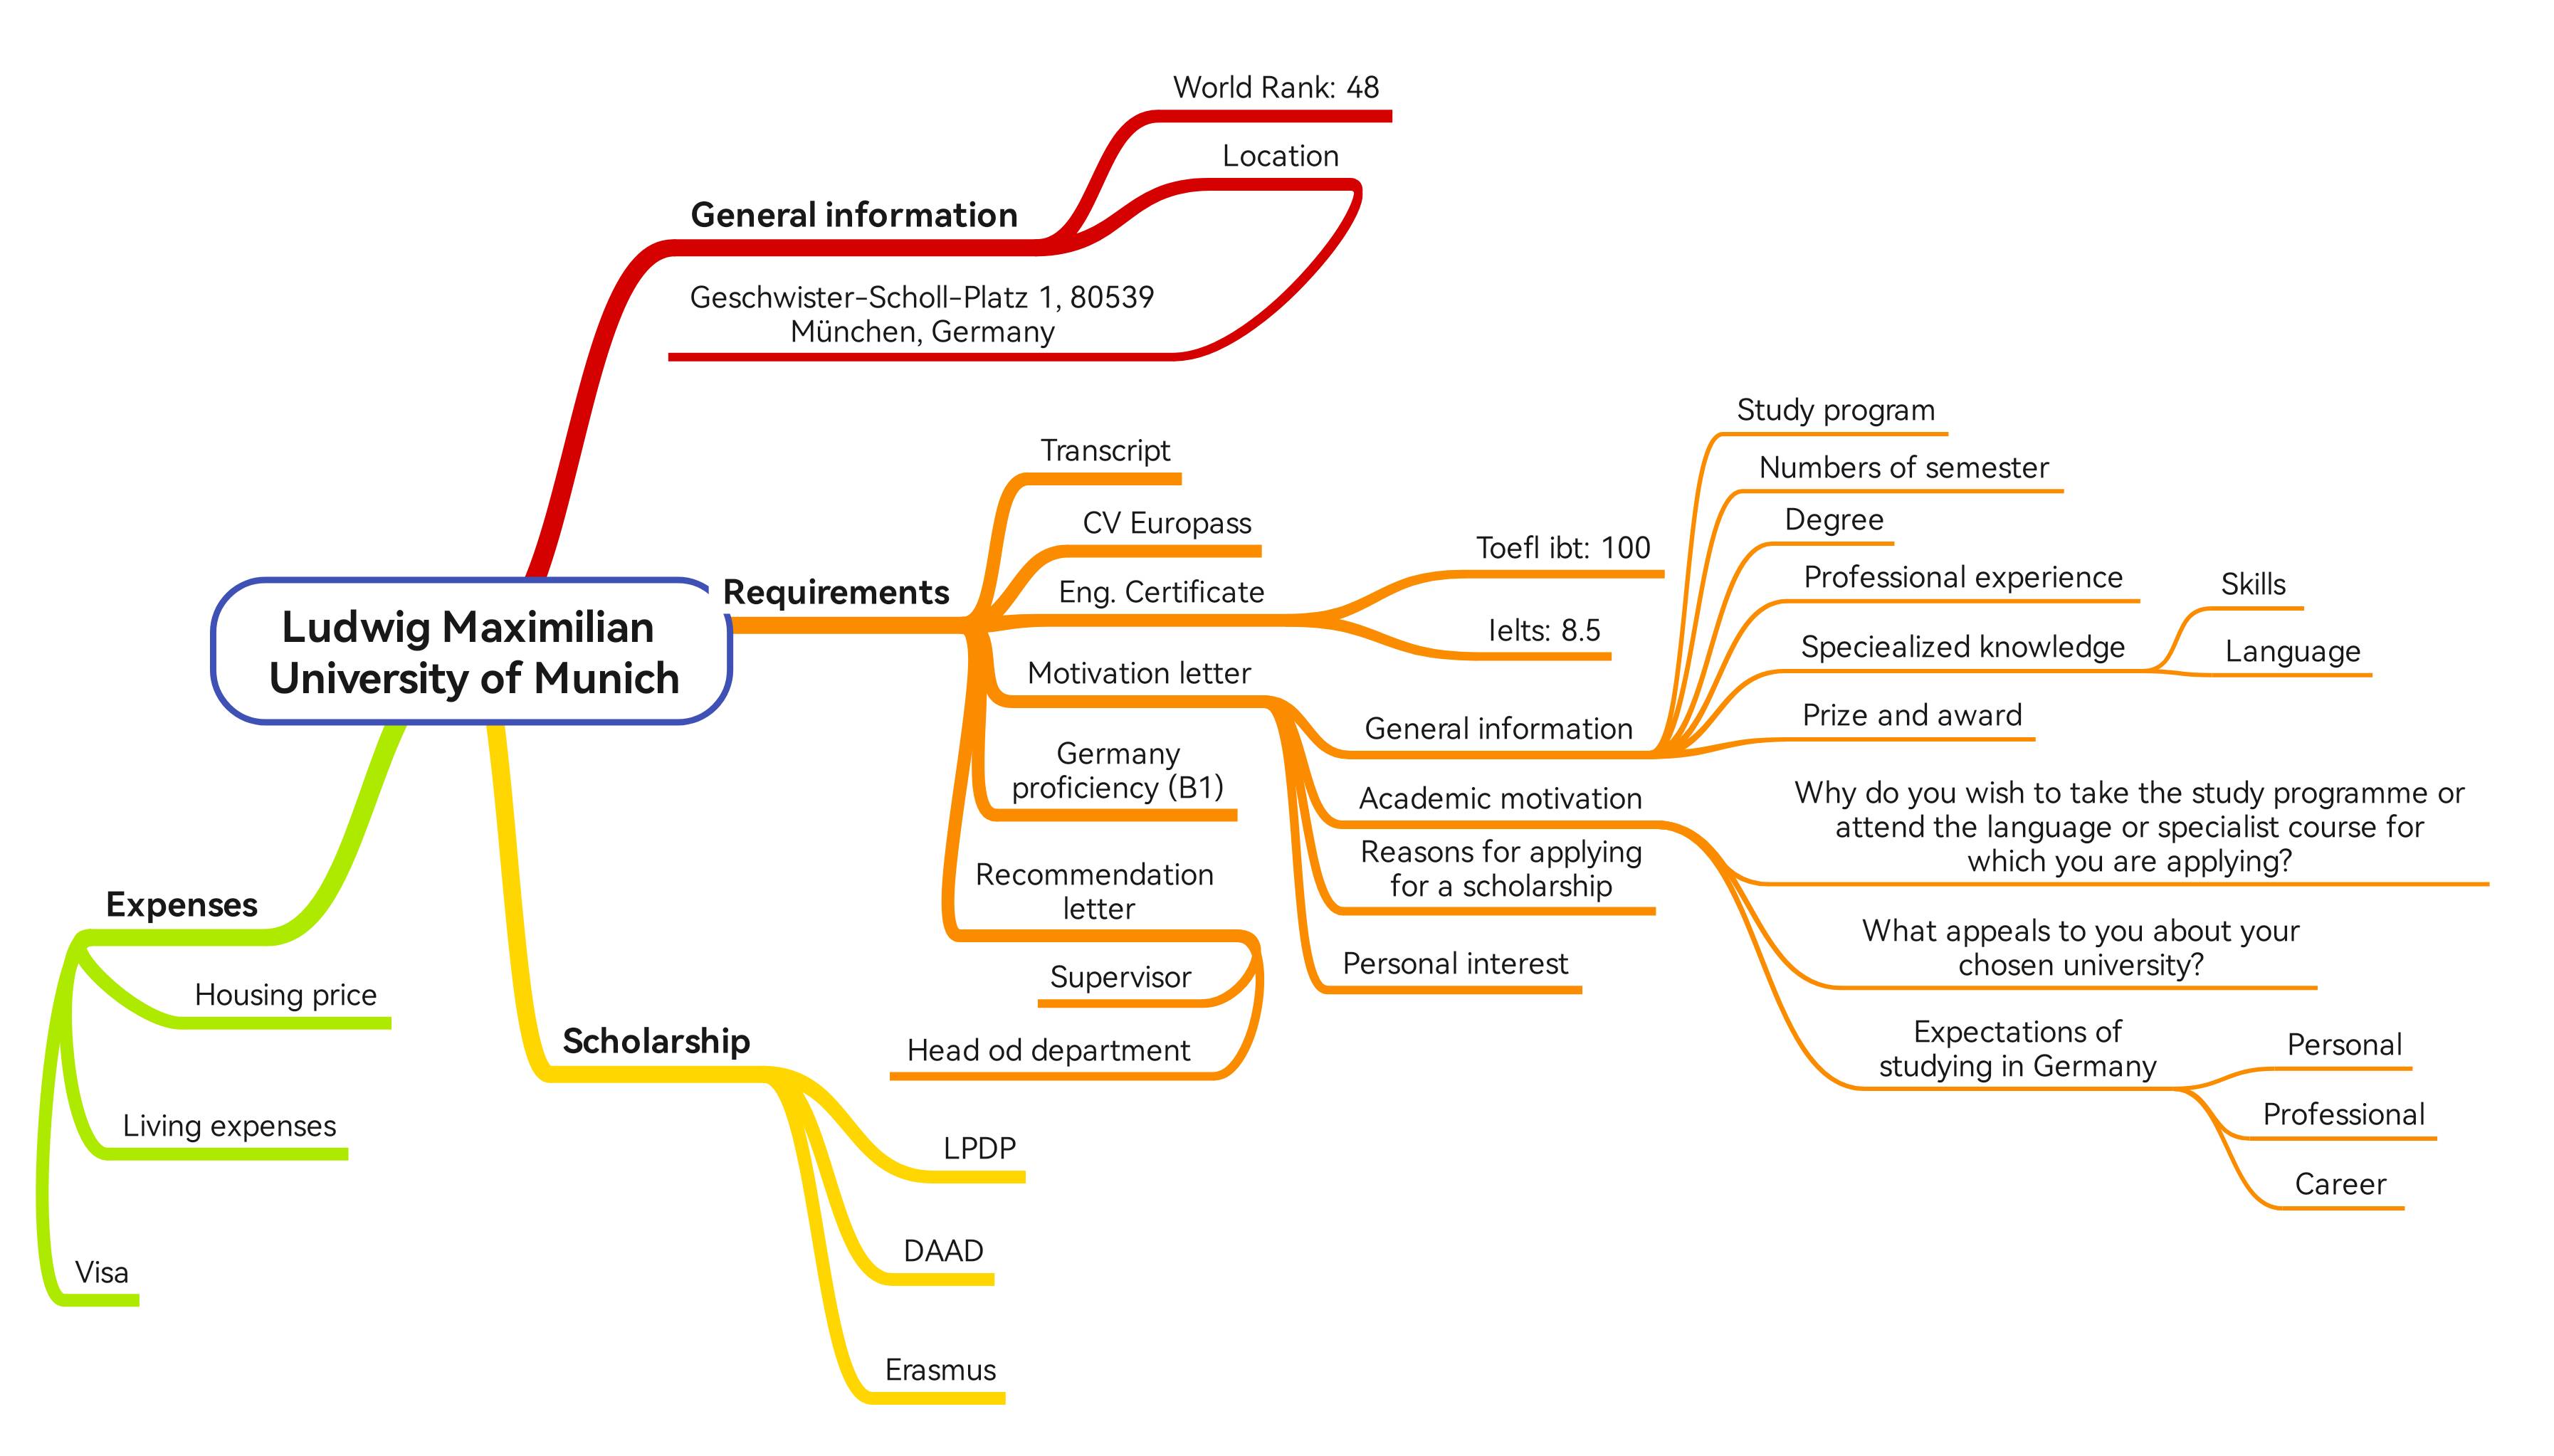 World Rank: 48
Location
General information
Geschwister-Scholl-Platz 1, 80539
München, Germany
Ludwig Maximilian
University of Munich
Requirements
Transcript
CV Europass
Eng. Certificate
Toefl ibt: 100
Ielts: 8.5
Motivation letter
General information
Study program
Numbers of semester
Degree
Professional experience
Speciealized knowledge
Skills
Language
Prize and award
Academic motivation
Why do you wish to take the study programme or
attend the language or specialist course for
which you are applying?
What appeals to you about your
chosen university?
Expectations of
studying in Germany
Personal
Professional
Career
Reasons for applying
for a scholarship
Personal interest
Germany
proficiency (B1)
Recommendation
letter
Supervisor
Head od department
Scholarship
LPDP
DAAD
Erasmus
Expenses
Housing price
Living expenses
Visa